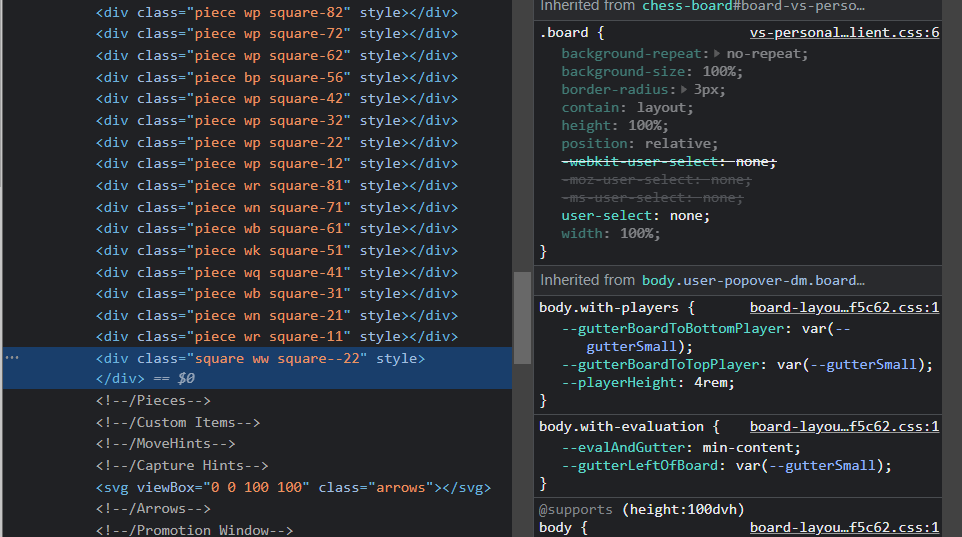 <div class="piece wp square-82" style></div>
<div class="piece wp square-72" style></div>
<div class="piece wp square-62" style></div>
<div class="piece bp square-56" style></div>
<div class="piece wp square-42" style></div>
<div class="piece wp square-32" style></div>
<div class="piece wp square-22" style></div>
<div class="piece wp square-12" style></div>
<div class="piece wr square-81" style></div>
<div class="piece wn square-71" style></div>
<div class="piece wb square-61" style></div>
<div class="piece wk square-51" style></div>
<div class="piece wq square-41" style></div>
<div class="piece wb square-31" style></div>
<div class="piece wn square-21" style></div>
<div class="piece wr square-11" style></div>
<div class="square ww square--22" style>
</div> == $0
<!--/Pieces-->
<!--/Custom Items-->
<!--/MoveHints-->
<!--/Capture Hints-->
<svg viewBox="0 0 100 100" class="arrows"></svg>
<!--/Arrows-->
<!--/Promotion Window-->
Inherited from chess-board#board-vs-perso…
.board { vs-personal…lient.css:6
background-repeat: no-repeat;
background-size: 100%;
border-radius: 3px;
contain: layout;
height: 100%;
position: relative;
-webkit-user-select: none;
-moz-user-select: none;
-ms-user-select: none;
user-select: none;
width: 100%;
}
Inherited from body.user-popover-dm.board…
body.with-players { board-layou…f5c62.css:1
--gutterBoardToBottomPlayer: var(--
gutterSmall);
--gutterBoardToTopPlayer: var(--gutterSmall);
--playerHeight: 4rem;
}
body.with-evaluation { board-layou…f5c62.css:1
--evalAndGutter: min-content;
--gutterLeftOfBoard: var(--gutterSmall);
}
@supports (height:100dvh)
body { board-layou…f5c62.css:1